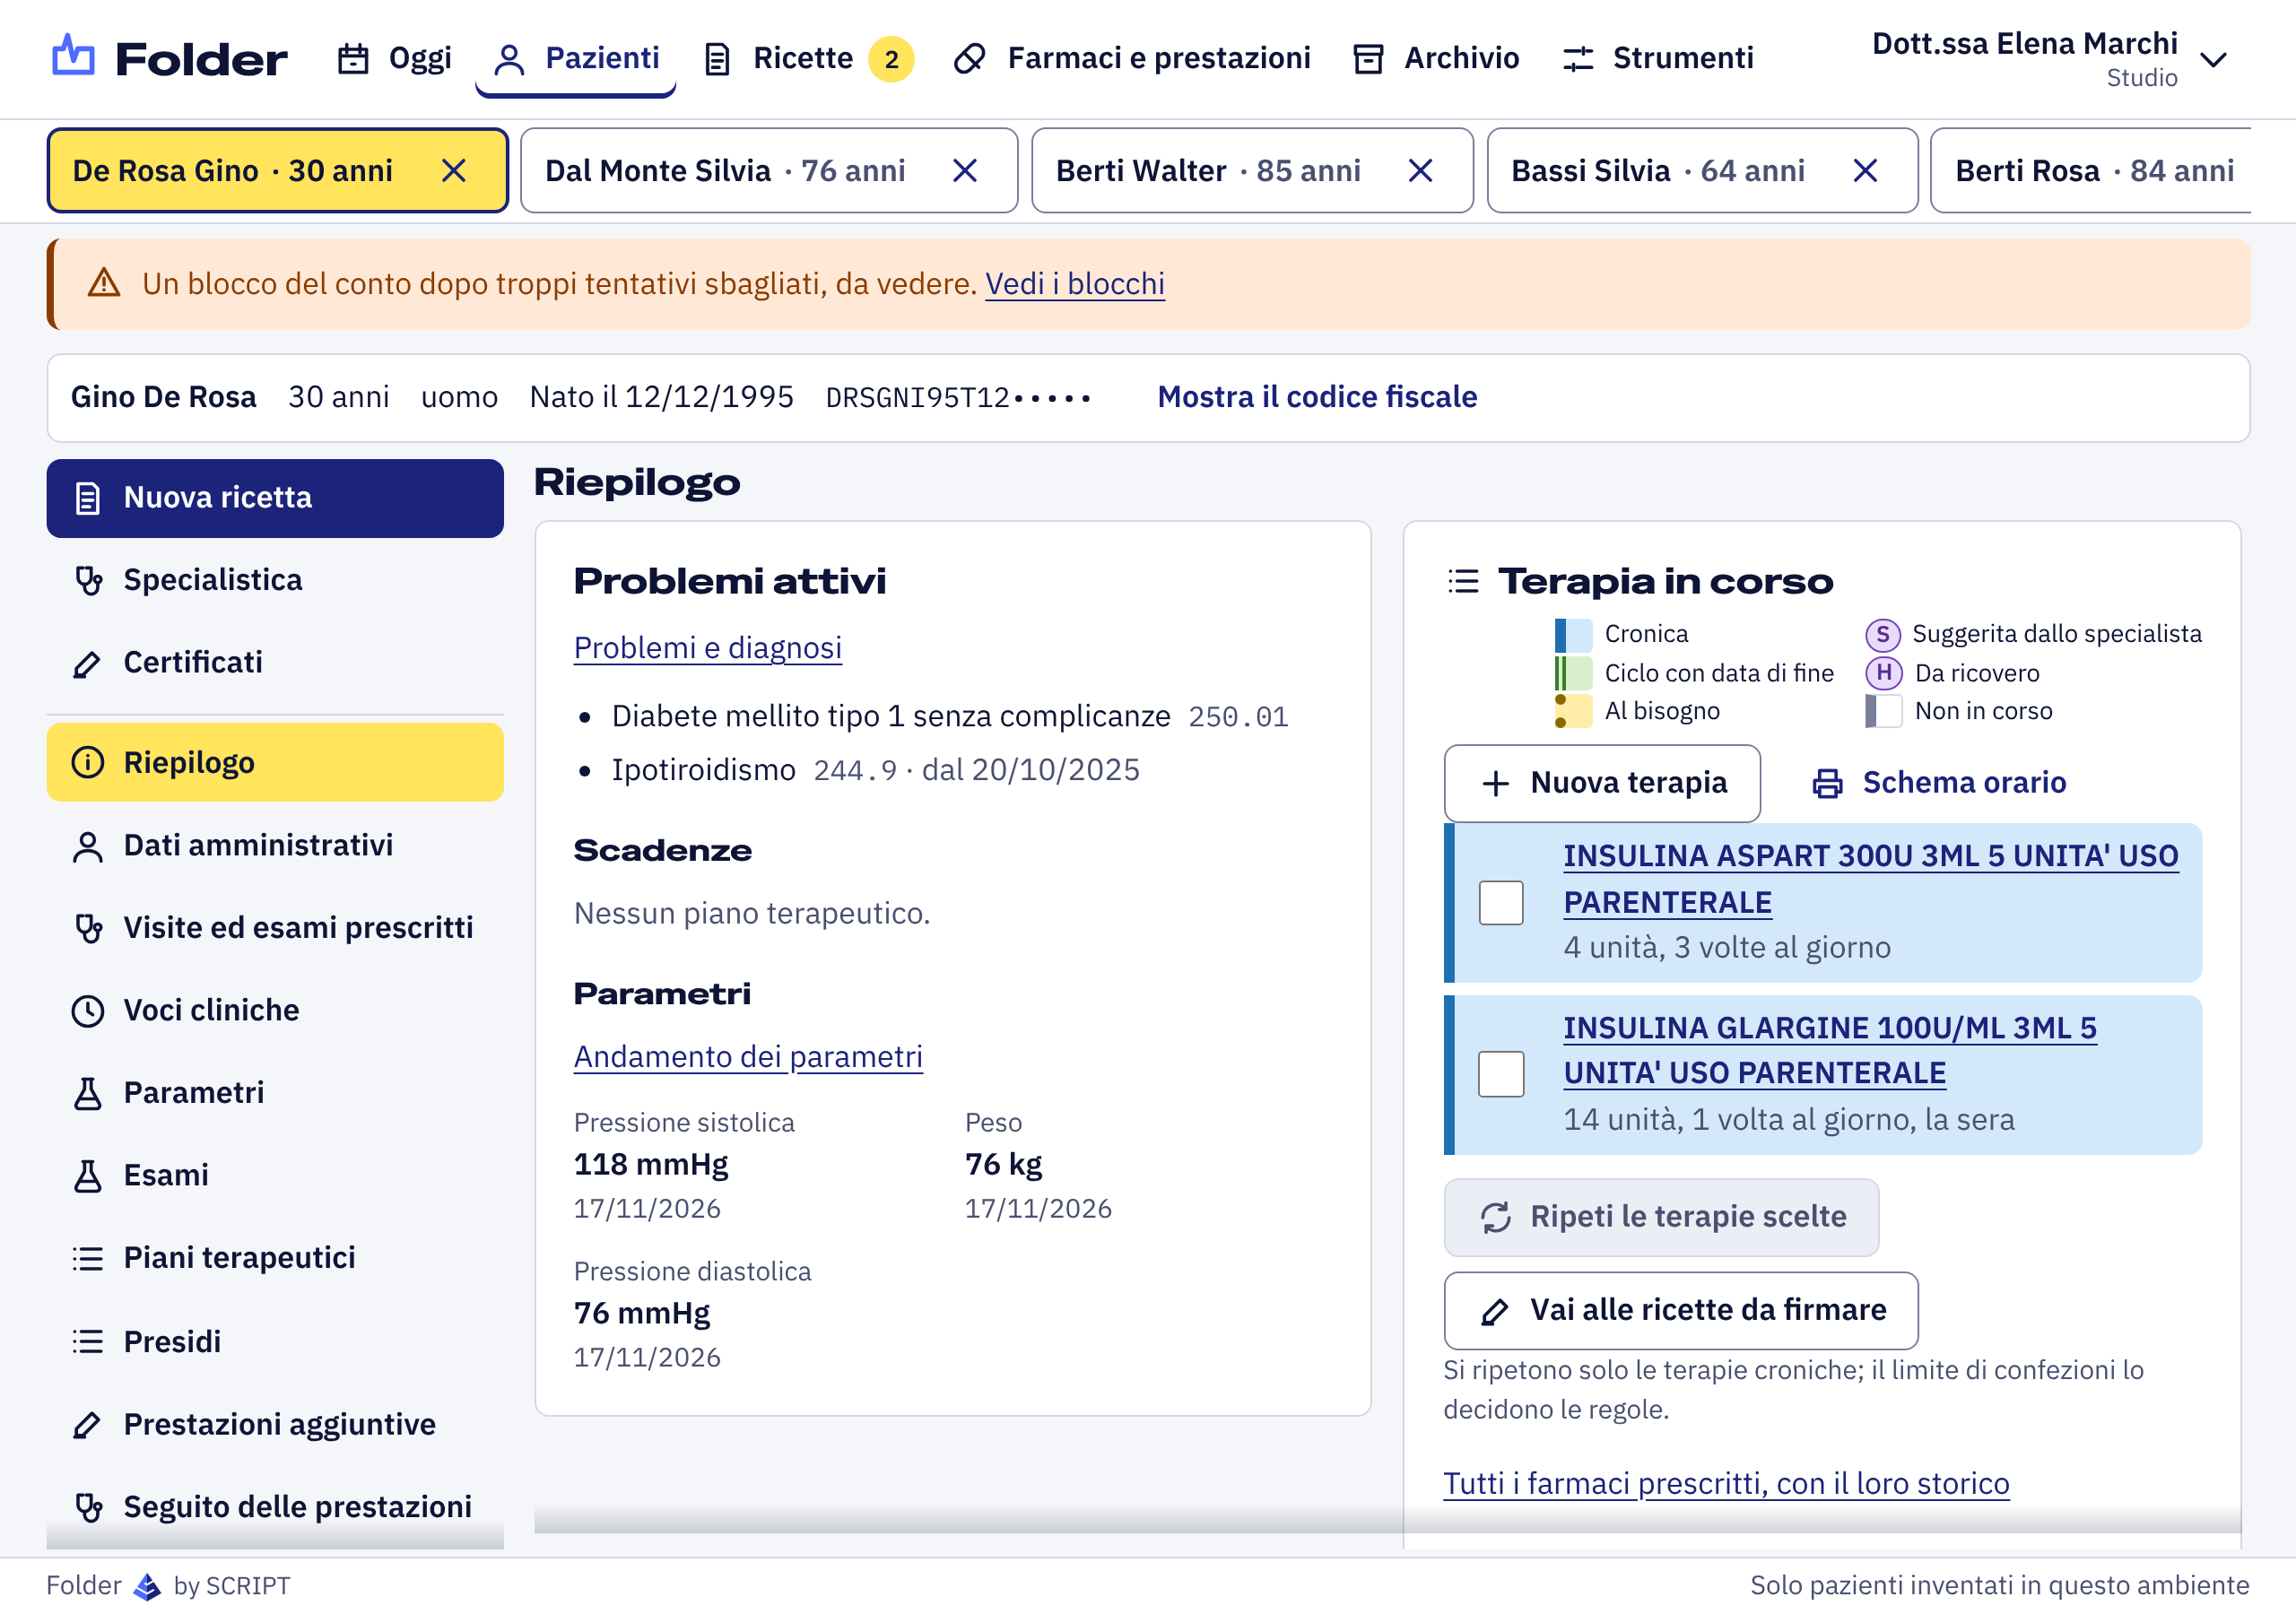 Folder
Oggi
Pazienti
Ricette 2
Farmaci e prestazioni
Archivio
Strumenti
Dott.ssa Elena Marchi
Studio
De Rosa Gino · 30 anni
Dal Monte Silvia · 76 anni
Berti Walter · 85 anni
Bassi Silvia · 64 anni
Berti Rosa · 84 anni
Un blocco del conto dopo troppi tentativi sbagliati, da vedere. Vedi i blocchi
Gino De Rosa 30 anni uomo Nato il 12/12/1995 DRSGNI95T12••••• Mostra il codice fiscale
Nuova ricetta
Specialistica
Certificati
Riepilogo
Dati amministrativi
Visite ed esami prescritti
Voci cliniche
Parametri
Esami
Piani terapeutici
Presidi
Prestazioni aggiuntive
Seguito delle prestazioni
Riepilogo
Problemi attivi
Problemi e diagnosi
• Diabete mellito tipo 1 senza complicanze 250.01
• Ipotiroidismo 244.9 · dal 20/10/2025
Scadenze
Nessun piano terapeutico.
Parametri
Andamento dei parametri
Pressione sistolica
118 mmHg
17/11/2026
Peso
76 kg
17/11/2026
Pressione diastolica
76 mmHg
17/11/2026
Terapia in corso
Cronica
Ciclo con data di fine
Al bisogno
S Suggerita dallo specialista
H Da ricovero
Non in corso
Nuova terapia
Schema orario
INSULINA ASPART 300U 3ML 5 UNITA' USO
PARENTERALE
4 unità, 3 volte al giorno
INSULINA GLARGINE 100U/ML 3ML 5
UNITA' USO PARENTERALE
14 unità, 1 volta al giorno, la sera
Ripeti le terapie scelte
Vai alle ricette da firmare
Si ripetono solo le terapie croniche; il limite di confezioni lo
decidono le regole.
Tutti i farmaci prescritti, con il loro storico
Folder by SCRIPT
Solo pazienti inventati in questo ambiente